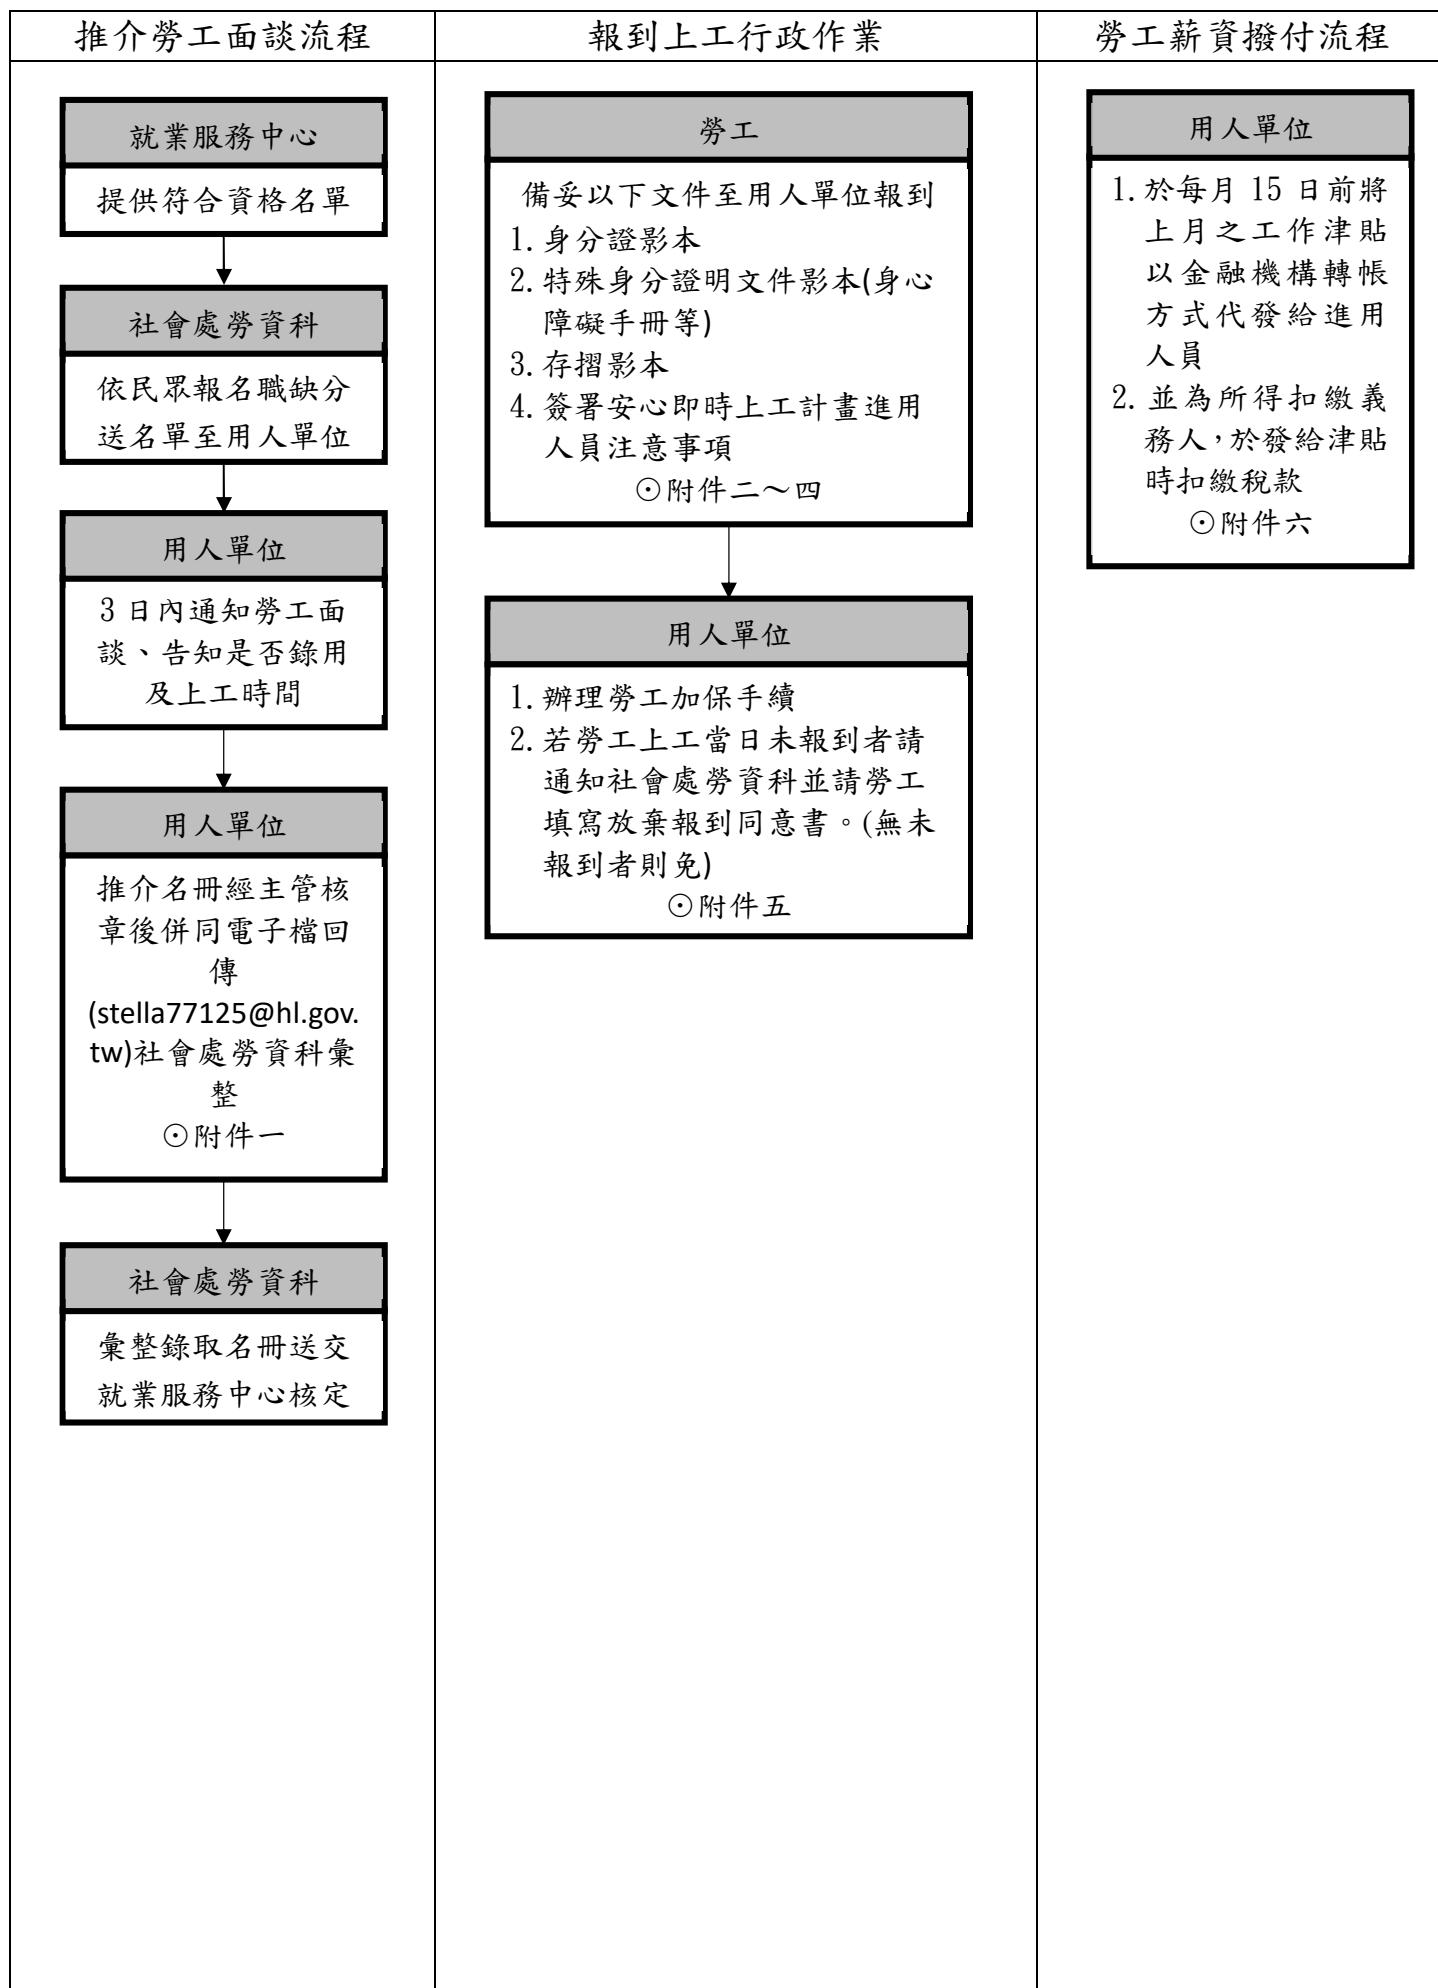 推介勞工面談流程
就業服務中心
提供符合資格名單
社會處勞資科
依民眾報名職缺分
送名單至用人單位
用人單位
3 日內通知勞工面
談、告知是否錄用
及上工時間
用人單位
推介名冊經主管核
章後併同電子檔回
傳
(stella77125@hl.gov.
tw)社會處勞資科彙
整
⊙附件一
社會處勞資科
彙整錄取名冊送交
就業服務中心核定
報到上工行政作業
勞工
備妥以下文件至用人單位報到
1. 身分證影本
2. 特殊身分證明文件影本(身心
障礙手冊等)
3. 存摺影本
4. 簽署安心即時上工計畫進用
人員注意事項
⊙附件二～四
用人單位
1. 辦理勞工加保手續
2. 若勞工上工當日未報到者請
通知社會處勞資科並請勞工
填寫放棄報到同意書。(無未
報到者則免)
⊙附件五
勞工薪資撥付流程
用人單位
1. 於每月 15 日前將
上月之工作津貼
以金融機構轉帳
方式代發給進用
人員
2. 並為所得扣繳義
務人，於發給津貼
時扣繳稅款
⊙附件六